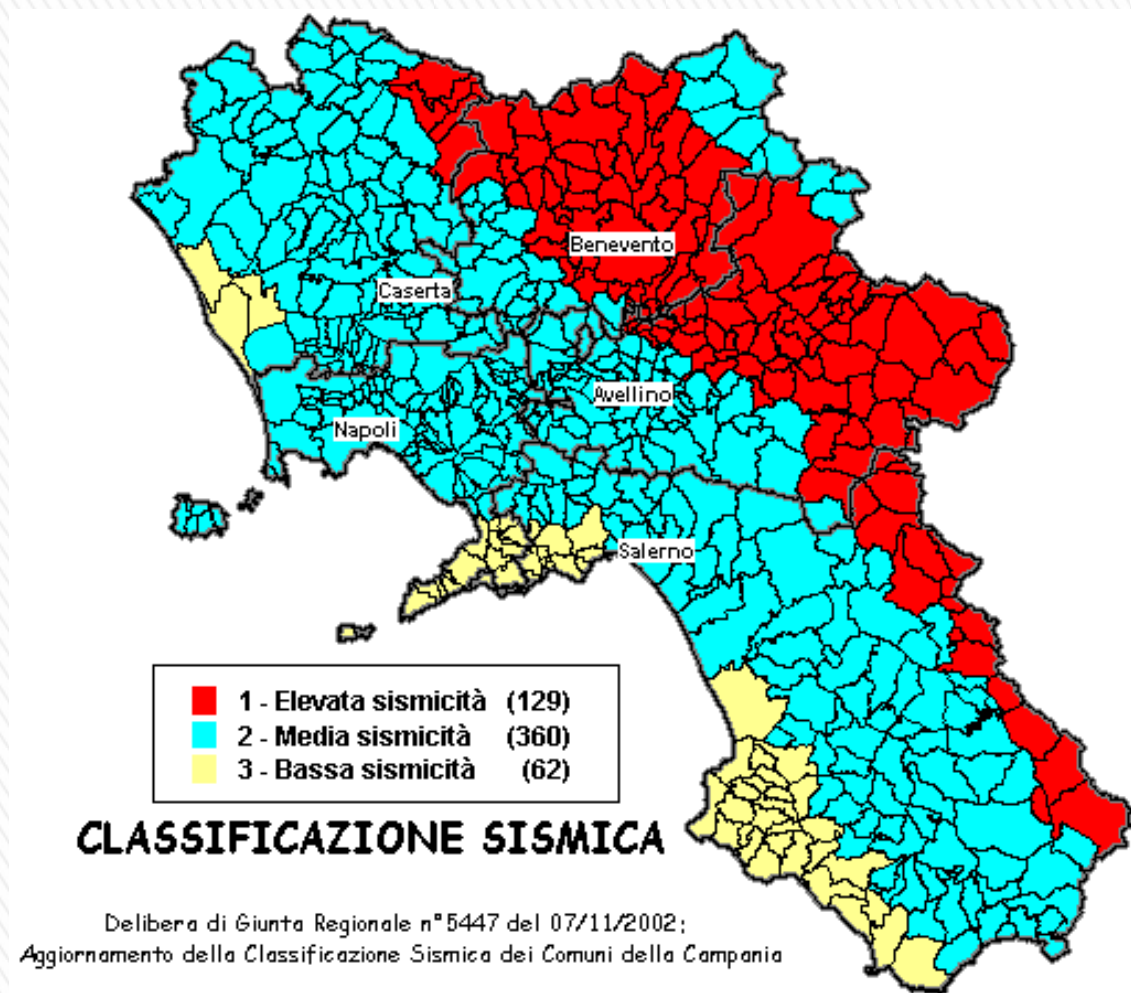 Benevento
Caserta
Avellino
Napoli
Salerno
1 - Elevata sismicità (129)
2 - Media sismicità (360)
3 - Bassa sismicità (62)
CLASSIFICAZIONE SISMICA
Delibera di Giunta Regionale n° 5447 del 07/11/2002:
Aggiornamento della Classificazione Sismica dei Comuni della Campania